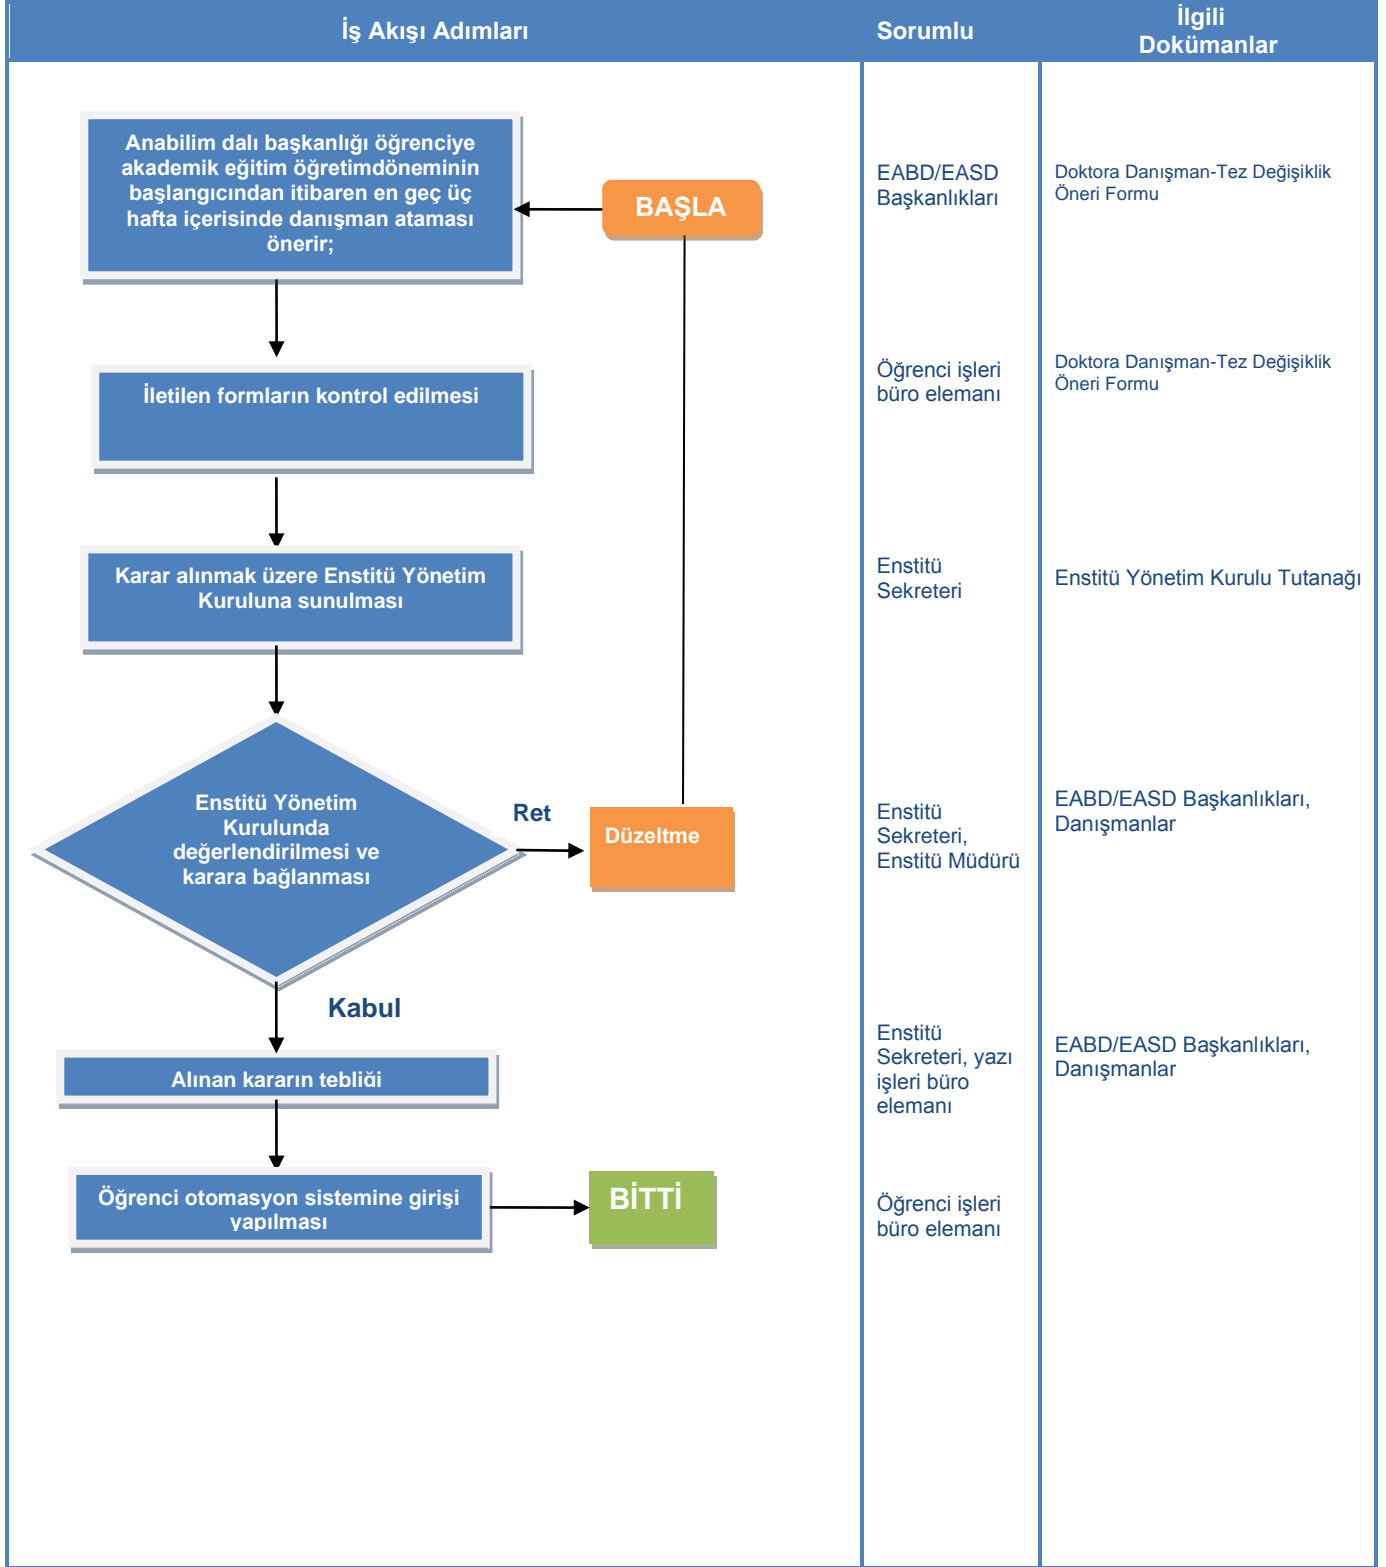 İş Akışı Adımları
Sorumlu
İlgili
Dokümanlar
Anabilim dalı başkanlığı öğrenciye
akademik eğitim öğretimdöneminin
başlangıcından itibaren en geç üç
hafta içerisinde danışman ataması
önerir;
BAŞLA
EABD/EASD
Başkanlıkları
Doktora Danışman-Tez Değişiklik
Öneri Formu
İletilen formların kontrol edilmesi
Öğrenci işleri
büro elemanı
Doktora Danışman-Tez Değişiklik
Öneri Formu
Karar alınmak üzere Enstitü Yönetim
Kuruluna sunulması
Enstitü
Sekreteri
Enstitü Yönetim Kurulu Tutanağı
Enstitü Yönetim
Kurulunda
değerlendirilmesi ve
karara bağlanması
Ret
Düzeltme
Enstitü
Sekreteri,
Enstitü Müdürü
EABD/EASD Başkanlıkları,
Danışmanlar
Kabul
Alınan kararın tebliği
Enstitü
Sekreteri, yazı
işleri büro
elemanı
EABD/EASD Başkanlıkları,
Danışmanlar
Öğrenci otomasyon sistemine girişi
yapılması
BİTTİ
Öğrenci işleri
büro elemanı